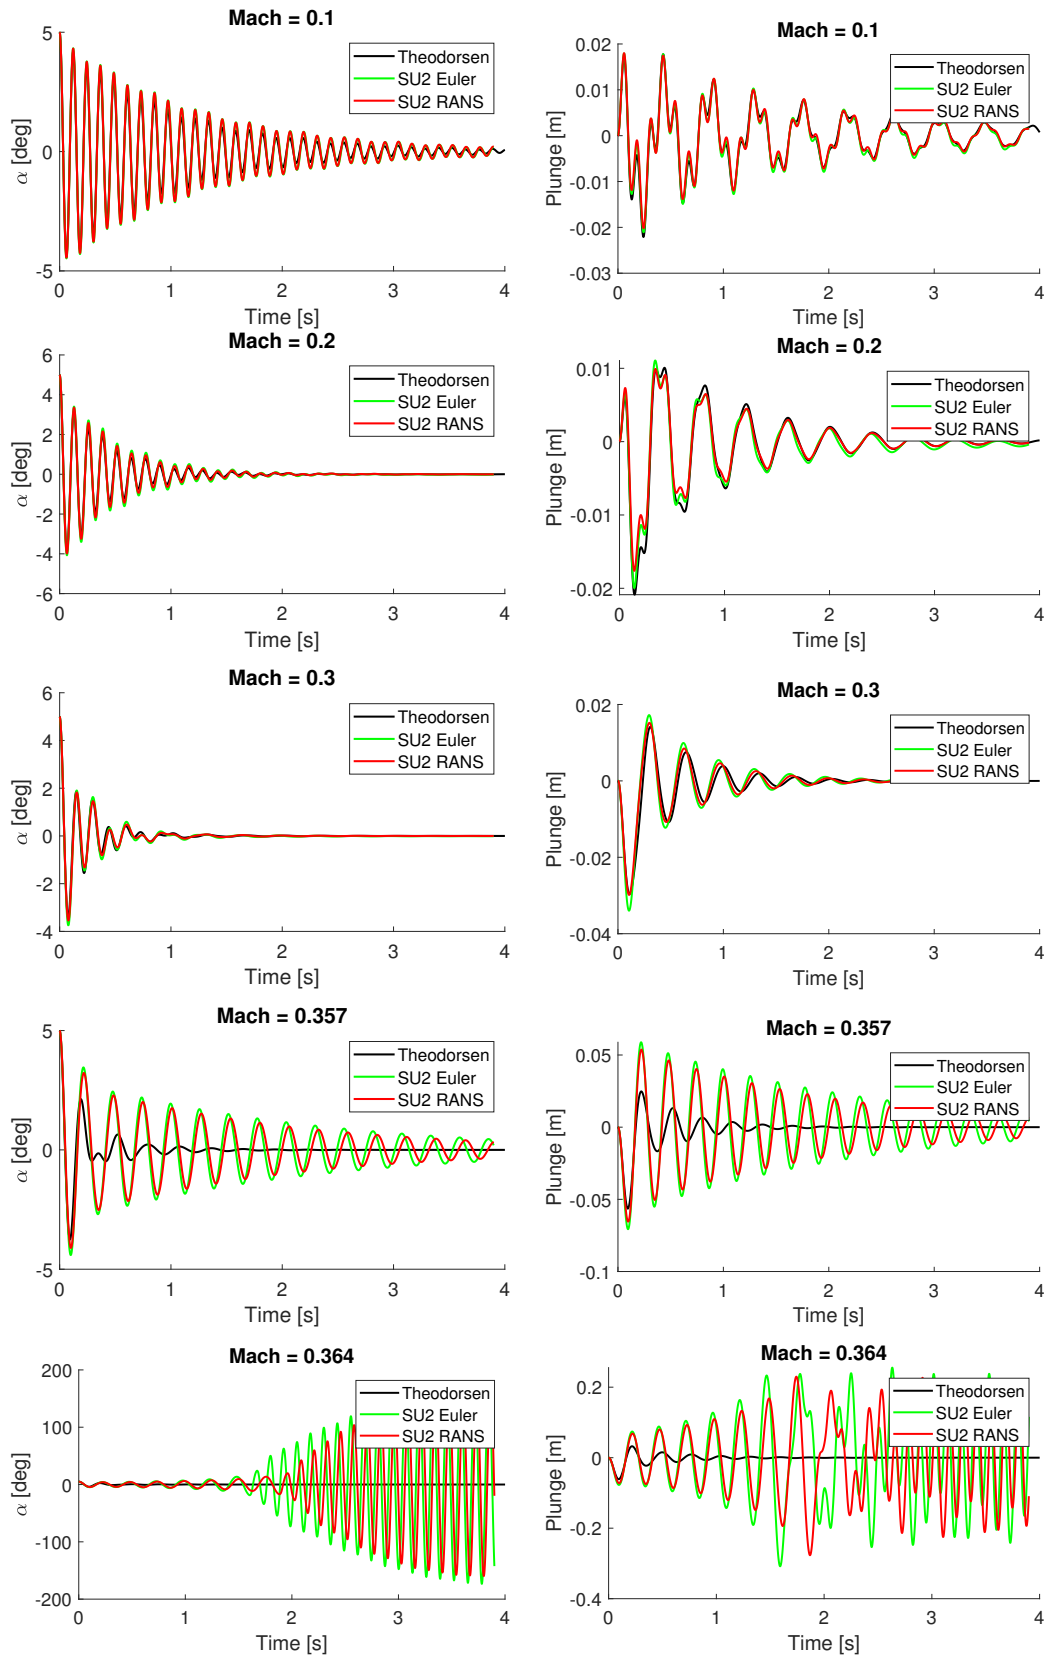 Mach = 0.1
5
0
-5
α [deg]
0 1 2 3 4
Time [s]
Theodorsen
SU2 Euler
SU2 RANS
Mach = 0.1
0.02
0.01
0
-0.01
-0.02
-0.03
Plunge [m]
0 1 2 3 4
Time [s]
Theodorsen
SU2 Euler
SU2 RANS
Mach = 0.2
6
4
2
0
-2
-4
-6
α [deg]
0 1 2 3 4
Time [s]
Theodorsen
SU2 Euler
SU2 RANS
Mach = 0.2
0.01
0
-0.01
-0.02
Plunge [m]
0 1 2 3 4
Time [s]
Theodorsen
SU2 Euler
SU2 RANS
Mach = 0.3
6
4
2
0
-2
-4
α [deg]
0 1 2 3 4
Time [s]
Theodorsen
SU2 Euler
SU2 RANS
Mach = 0.3
0.02
0
-0.02
-0.04
Plunge [m]
0 1 2 3 4
Time [s]
Theodorsen
SU2 Euler
SU2 RANS
Mach = 0.357
5
0
-5
α [deg]
0 1 2 3 4
Time [s]
Theodorsen
SU2 Euler
SU2 RANS
Mach = 0.357
0.05
0
-0.05
-0.1
Plunge [m]
0 1 2 3 4
Time [s]
Theodorsen
SU2 Euler
SU2 RANS
Mach = 0.364
200
100
0
-100
-200
α [deg]
0 1 2 3 4
Time [s]
Theodorsen
SU2 Euler
SU2 RANS
Mach = 0.364
0.2
0
-0.2
-0.4
Plunge [m]
0 1 2 3 4
Time [s]
Theodorsen
SU2 Euler
SU2 RANS